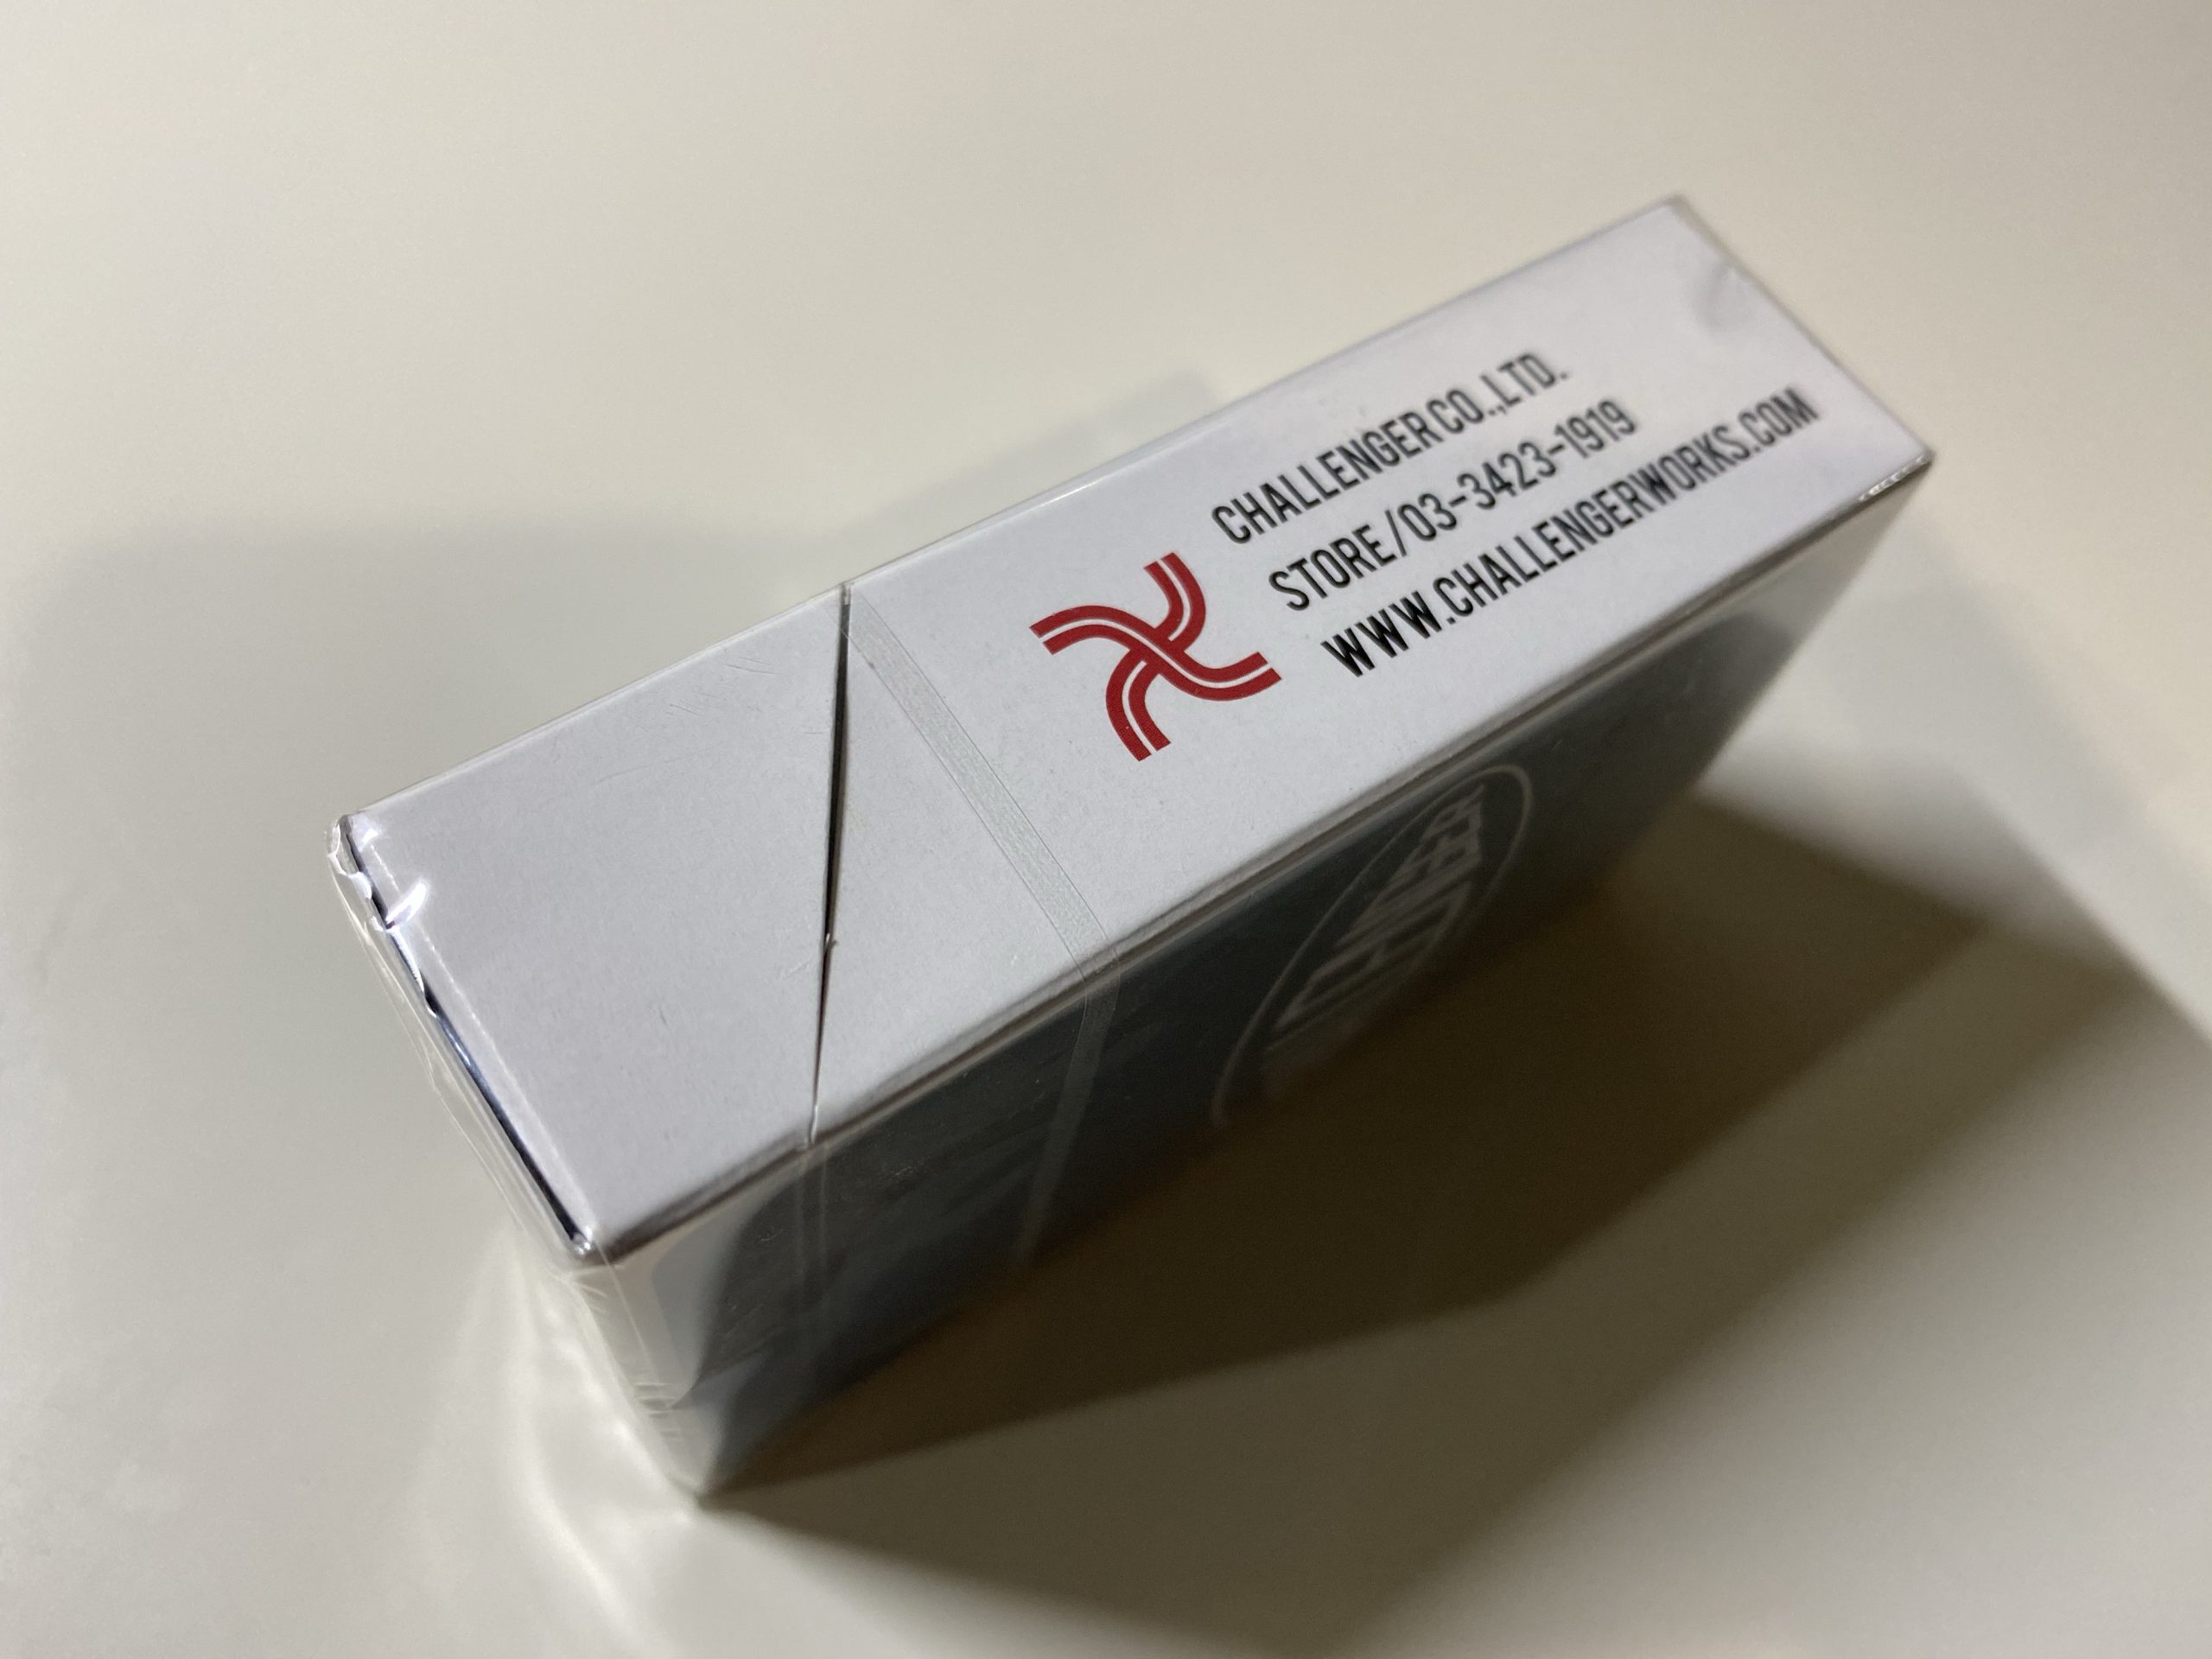 CHALLENGER CO.,LTD.
STORE/03-3423-1919
WWW.CHALLENGERWORKS.COM